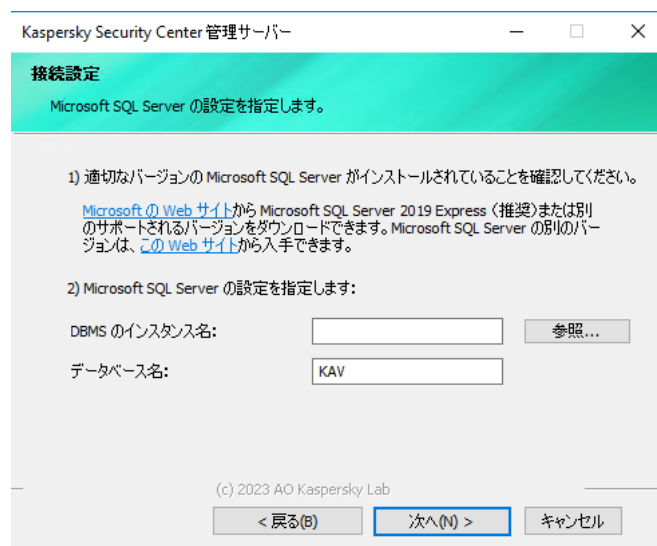 Kaspersky Security Center 管理サーバー
接続設定
Microsoft SQL Server の設定を指定します。
1) 適切なバージョンの Microsoft SQL Server がインストールされていることを確認してください。
Microsoft の Web サイトから Microsoft SQL Server 2019 Express （推奨）または別
のサポートされるバージョンをダウンロードできます。Microsoft SQL Server の別のバー
ジョンは、この Web サイトから入手できます。
2) Microsoft SQL Server の設定を指定します:
DBMS のインスタンス名:
参照...
データベース名:
KAV
(c) 2023 AO Kaspersky Lab
< 戻る(B)
次へ(N) >
キャンセル